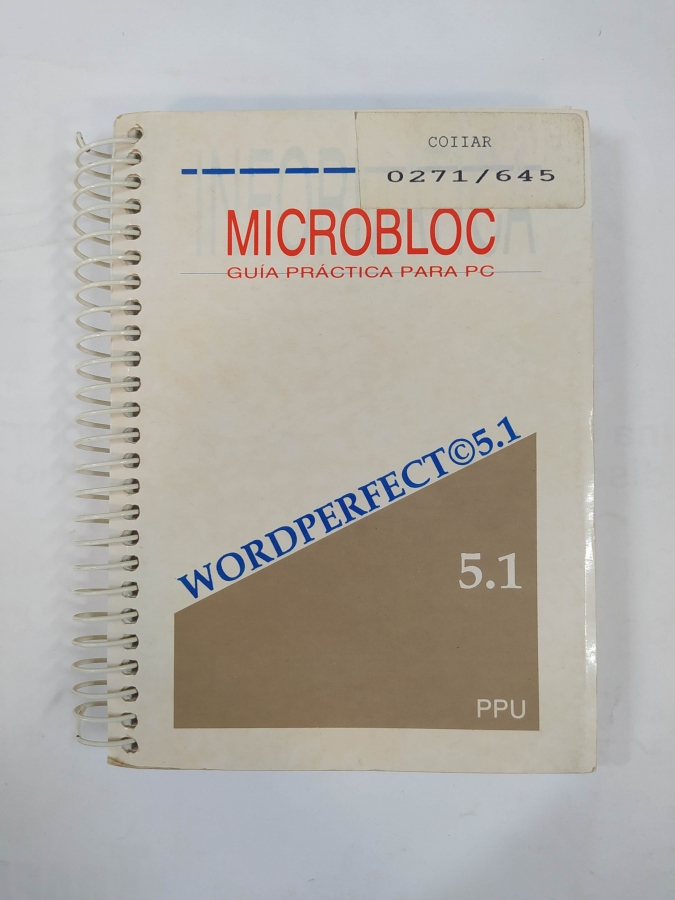 COIIAR
0271/645
MICROBLOC
GUÍA PRÁCTICA PARA PC
WORDPERFECT©5.1
5.1
PPU